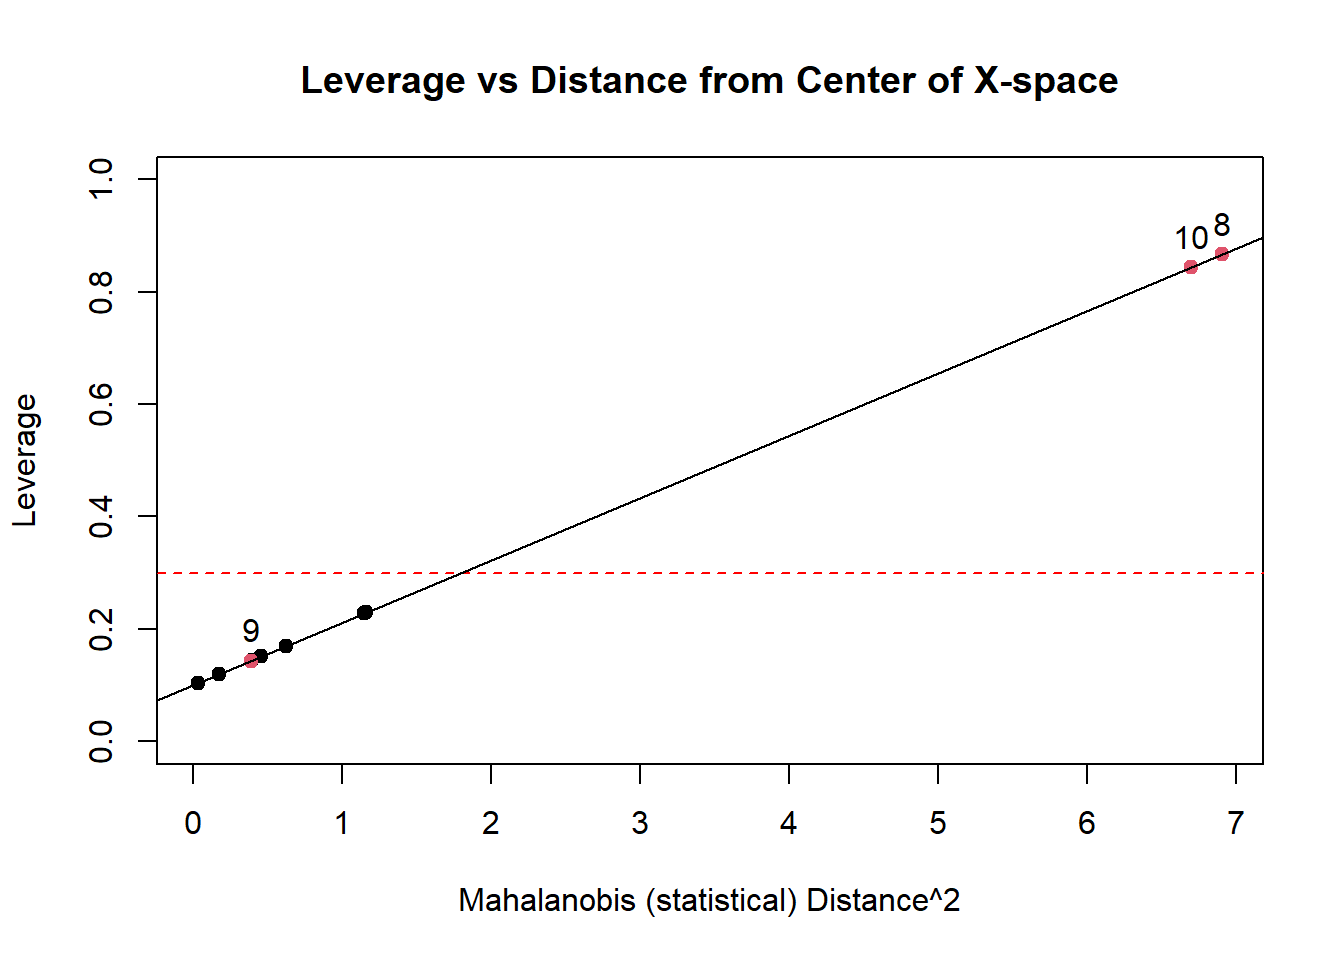 Leverage vs Distance from Center of X-space
1.0
0.8
0.6
0.4
0.2
0.0
Leverage
10 8
9
0 1 2 3 4 5 6 7
Mahalanobis (statistical) Distance^2